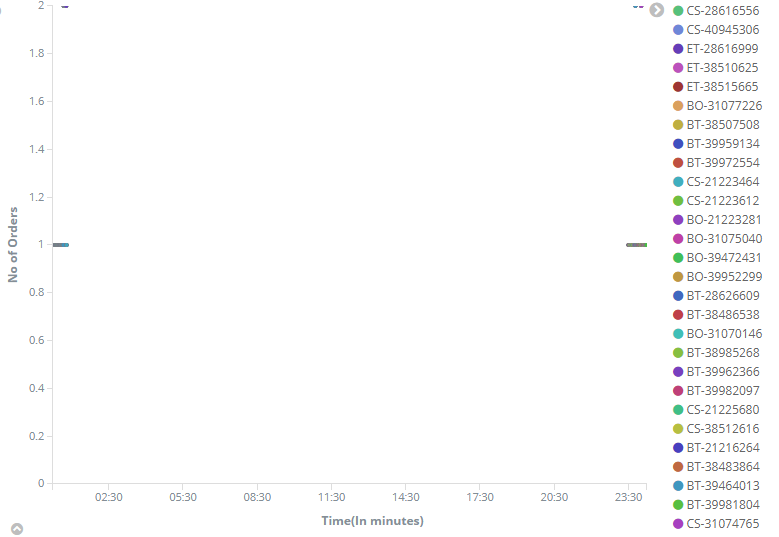 2
1.8
1.6
1.4
1.2
1
0.8
0.6
0.4
0.2
0
No of Orders
02:30
05:30
08:30
11:30
14:30
17:30
20:30
23:30
Time(In minutes)
CS-28616556
CS-40945306
ET-28616999
ET-38510625
ET-38515665
BO-31077226
BT-38507508
BT-39959134
BT-39972554
CS-21223464
CS-21223612
BO-21223281
BO-31075040
BO-39472431
BO-39952299
BT-28626609
BT-38486538
BO-31070146
BT-38985268
BT-39962366
BT-39982097
CS-21225680
CS-38512616
BT-21216264
BT-38483864
BT-39464013
BT-39981804
CS-31074765